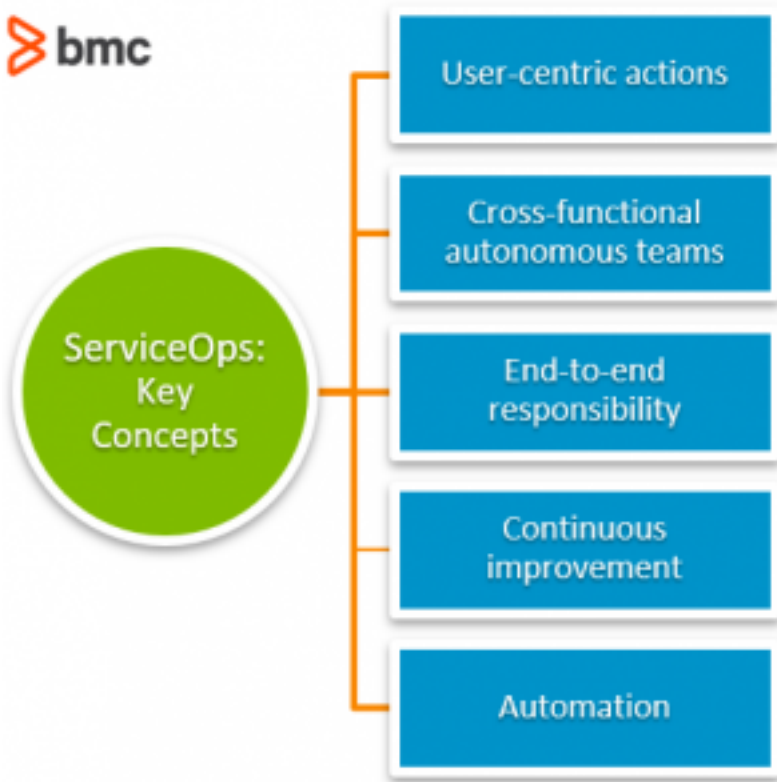 bmc
ServiceOps:
Key
Concepts
User-centric actions
Cross-functional
autonomous teams
End-to-end
responsibility
Continuous
improvement
Automation